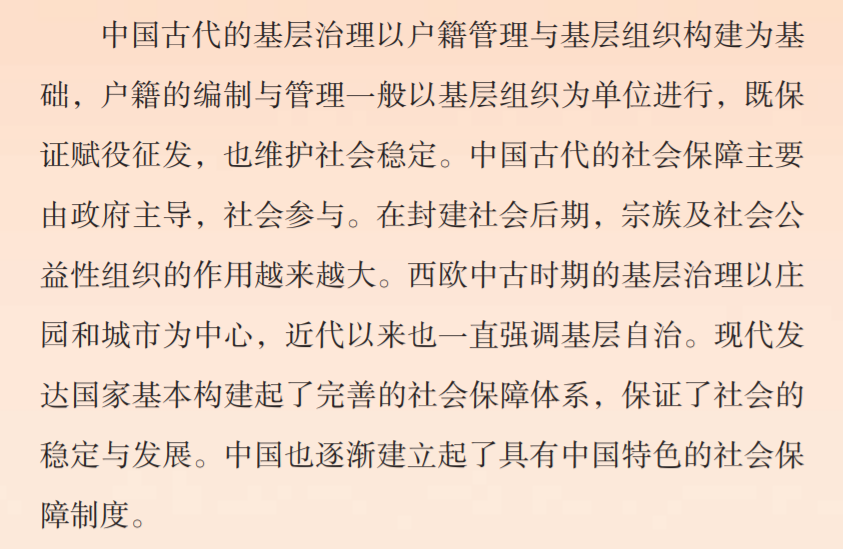 中国古代的基层治理以户籍管理与基层组织构建为基
础，户籍的编制与管理一般以基层组织为单位进行，既保
证赋役征发，也维护社会稳定。中国古代的社会保障主要
由政府主导，社会参与。在封建社会后期，宗族及社会公
益性组织的作用越来越大。西欧中古时期的基层治理以庄
园和城市为中心，近代以来也一直强调基层自治。现代发
达国家基本构建起了完善的社会保障体系，保证了社会的
稳定与发展。中国也逐渐建立起了具有中国特色的社会保
障制度。